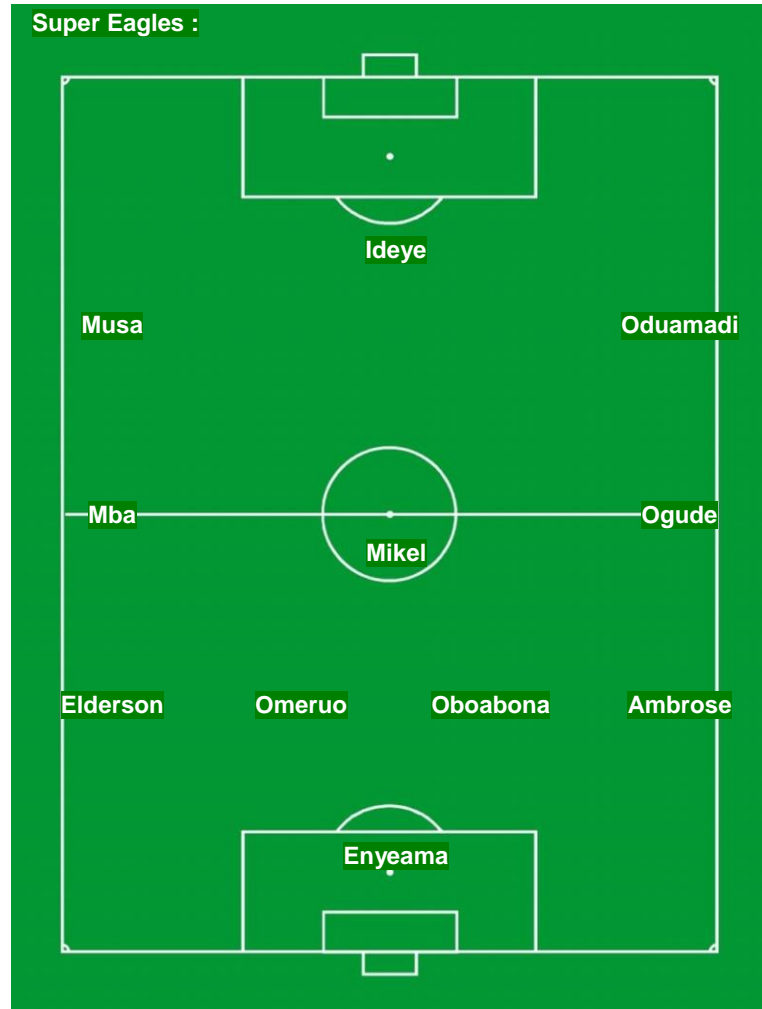 Super Eagles :
Ideye
Musa Oduamadi
Mba Ogude
Mikel
Elderson Omeruo Oboabona Ambrose
Enyeama